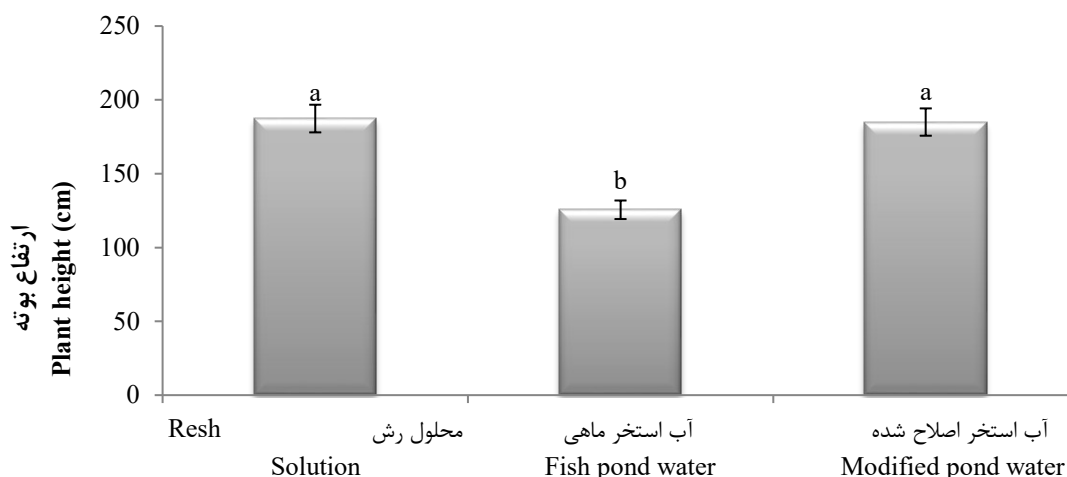 250
200
150
100
50
0
ارتفاع بوته
Plant height (cm)
a
b
a
Resh محلول رش
Solution
آب استخر ماهی
Fish pond water
آب استخر اصلاح شده
Modified pond water